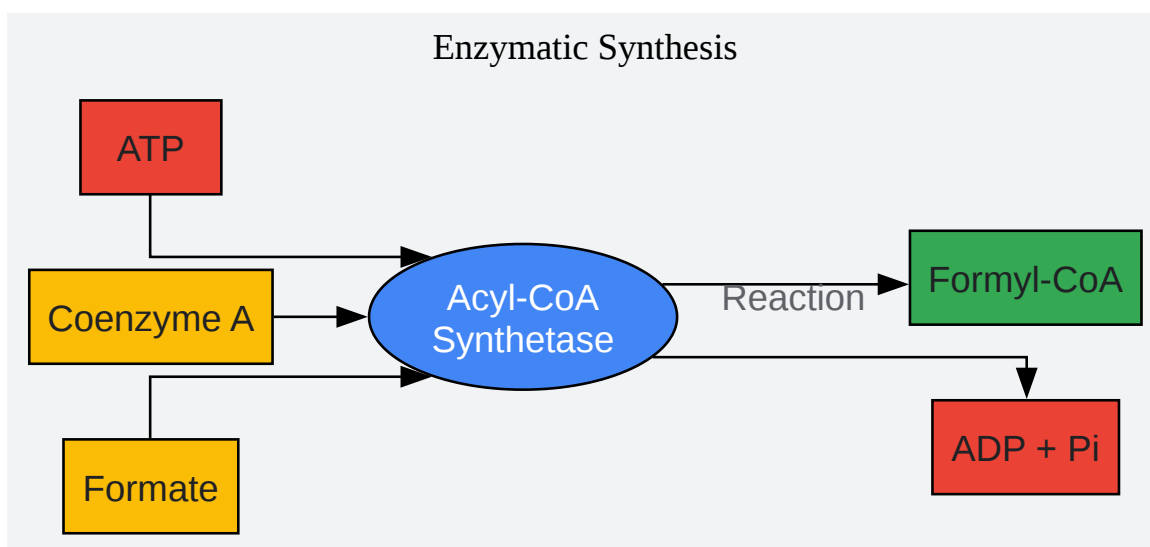 Enzymatic Synthesis
ATP
Coenzyme A
Formate
Acyl-CoA
Synthetase
Reaction
Formyl-CoA
ADP + Pi